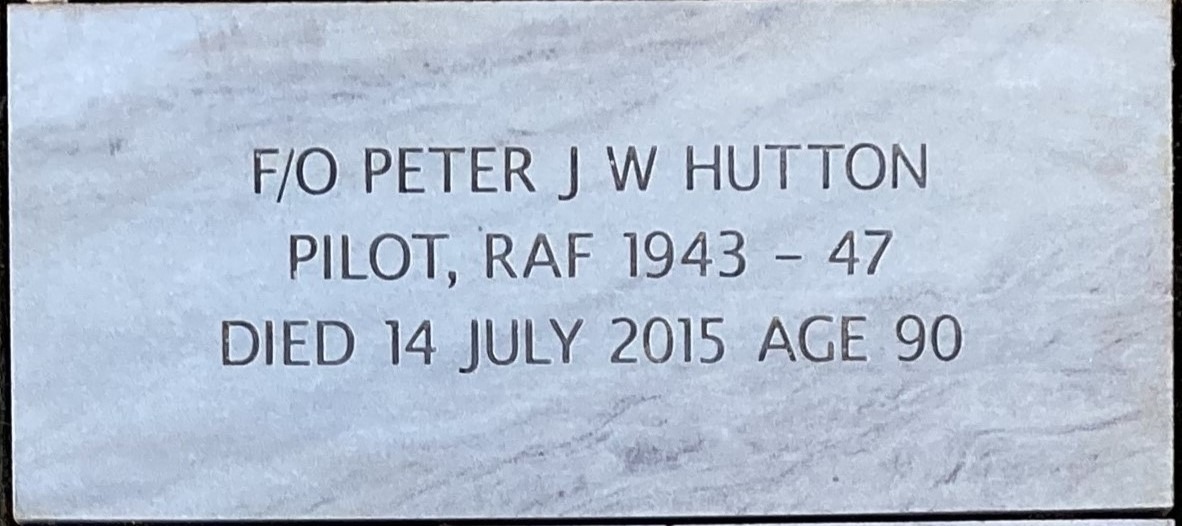 F/O PETER J W HUTTON
PILOT, RAF 1943 – 47
DIED 14 JULY 2015 AGE 90